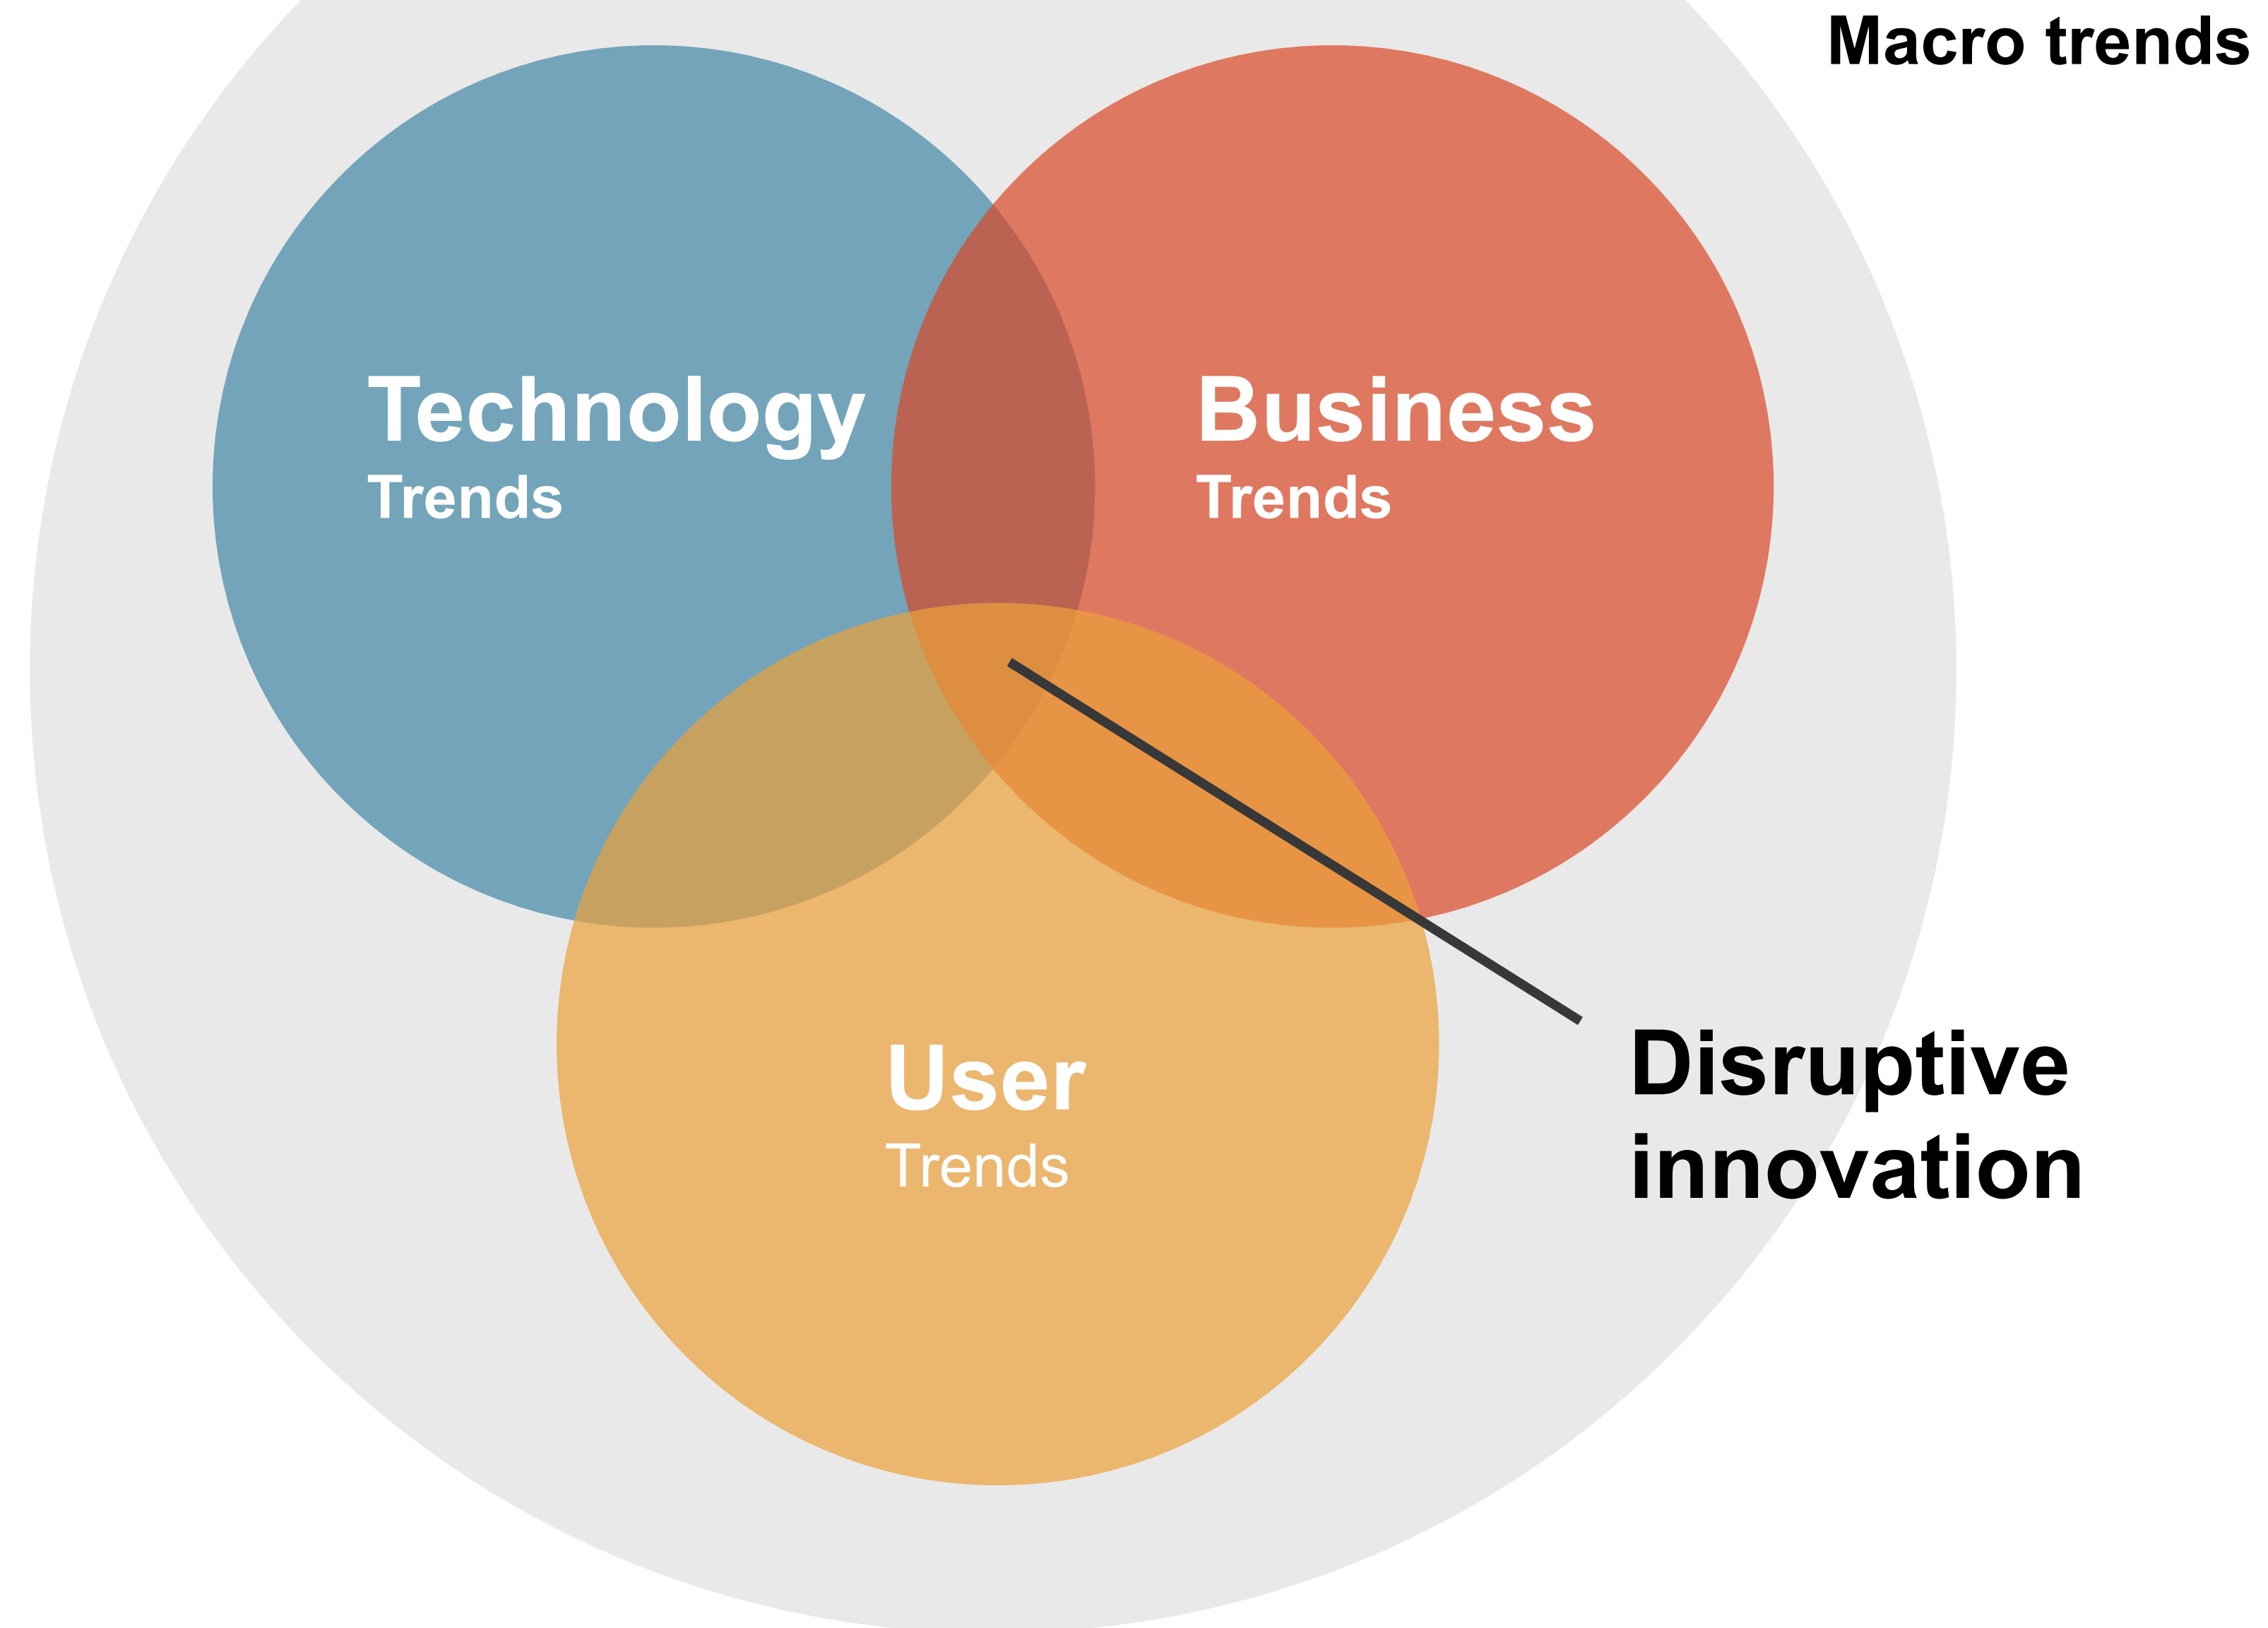 Macro trends
Technology
Trends
Business
Trends
User
Trends
Disruptive
innovation